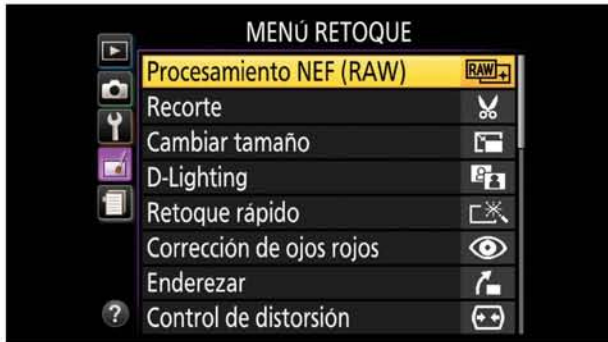 MENÚ RETOQUE
Procesamiento NEF (RAW) RAW+
Recorte
Cambiar tamaño
D-Lighting
Retoque rápido
Corrección de ojos rojos
Enderezar
? Control de distorsión